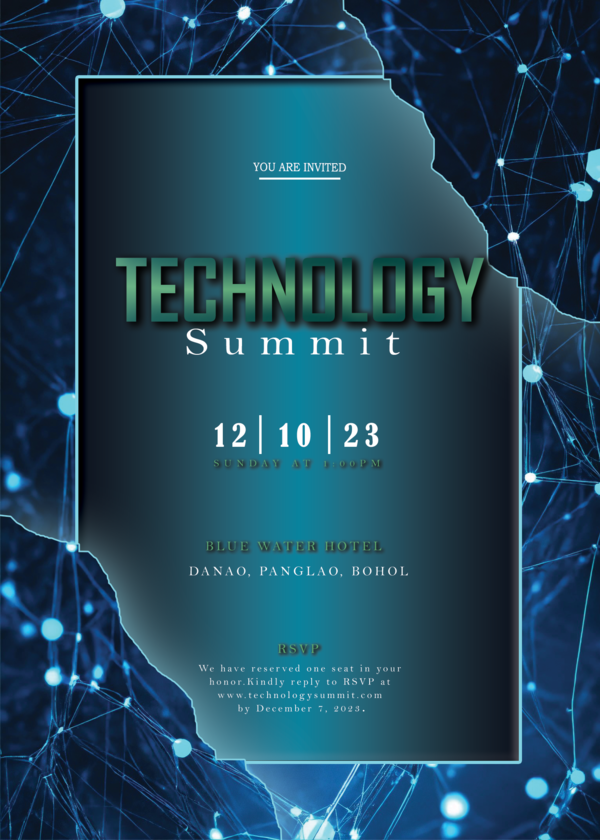 YOU ARE INVITED
TECHNOLOGY
Summit
12 | 10 | 23
SUNDAY AT 1:00PM
BLUE WATER HOTEL
DANAO, PANGLAO, BOHOL
RSVP
We have reserved one seat in your
honor.Kindly reply to RSVP at
www.technologysummit.com
by December 7, 2023.